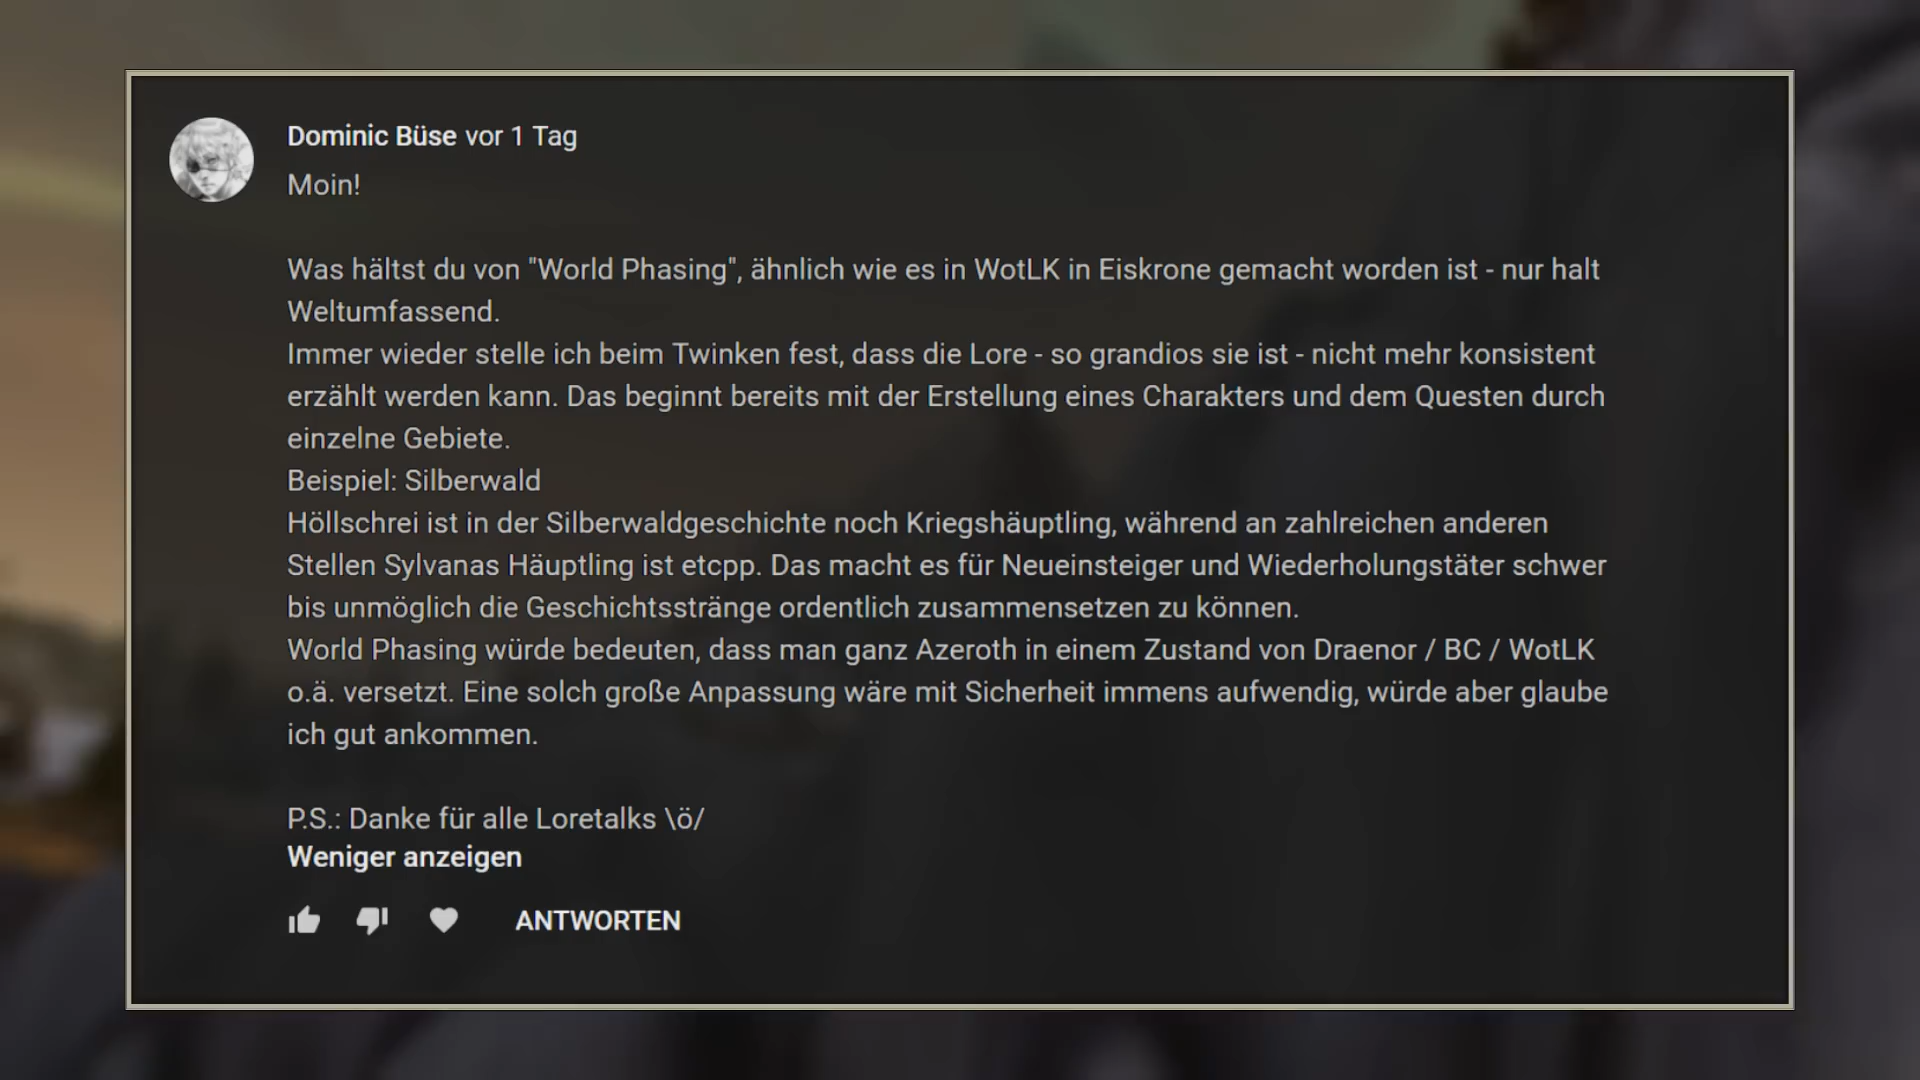 Dominic Büse vor 1 Tag
Moin!
Was hältst du von "World Phasing", ähnlich wie es in WotLK in Eiskrone gemacht worden ist - nur halt
Weltumfassend.
Immer wieder stelle ich beim Twinken fest, dass die Lore - so grandios sie ist - nicht mehr konsistent
erzählt werden kann. Das beginnt bereits mit der Erstellung eines Charakters und dem Questen durch
einzelne Gebiete.
Beispiel: Silberwald
Höllschrei ist in der Silberwaldgeschichte noch Kriegshäuptling, während an zahlreichen anderen
Stellen Sylvanas Häuptling ist etcpp. Das macht es für Neueinsteiger und Wiederholungstäter schwer
bis unmöglich die Geschichtsstränge ordentlich zusammensetzen zu können.
World Phasing würde bedeuten, dass man ganz Azeroth in einem Zustand von Draenor / BC / WotLK
o.ä. versetzt. Eine solch große Anpassung wäre mit Sicherheit immens aufwendig, würde aber glaube
ich gut ankommen.
P.S.: Danke für alle Loretalks \ö/
Weniger anzeigen
ANTWORTEN